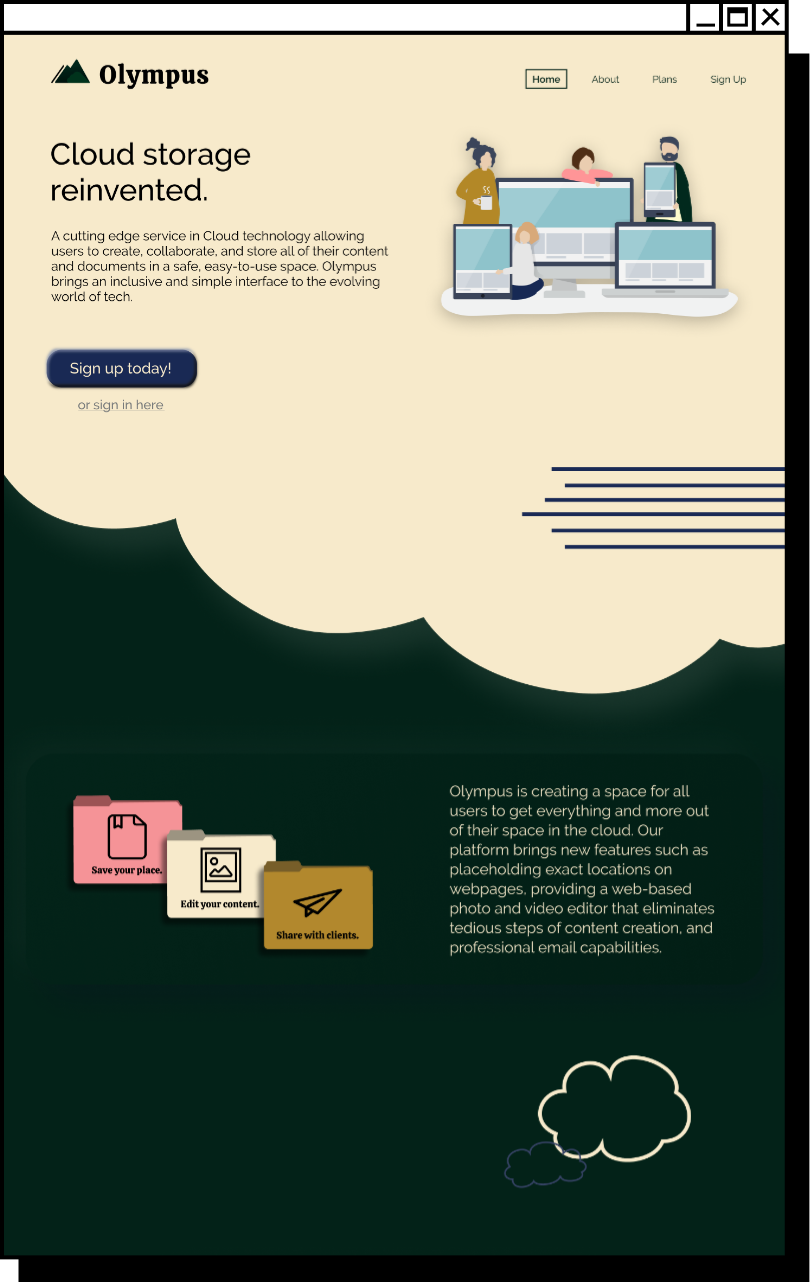 Olympus
Home About Plans Sign Up
Cloud storage
reinvented.
A cutting edge service in Cloud technology allowing
users to create, collaborate, and store all of their content
and documents in a safe, easy-to-use space. Olympus
brings an inclusive and simple interface to the evolving
world of tech.
Sign up today!
or sign in here
Save your place.
Edit your content.
Share with clients.
Olympus is creating a space for all
users to get everything and more out
of their space in the cloud. Our
platform brings new features such as
placeholding exact locations on
webpages, providing a web-based
photo and video editor that eliminates
tedious steps of content creation, and
professional email capabilities.